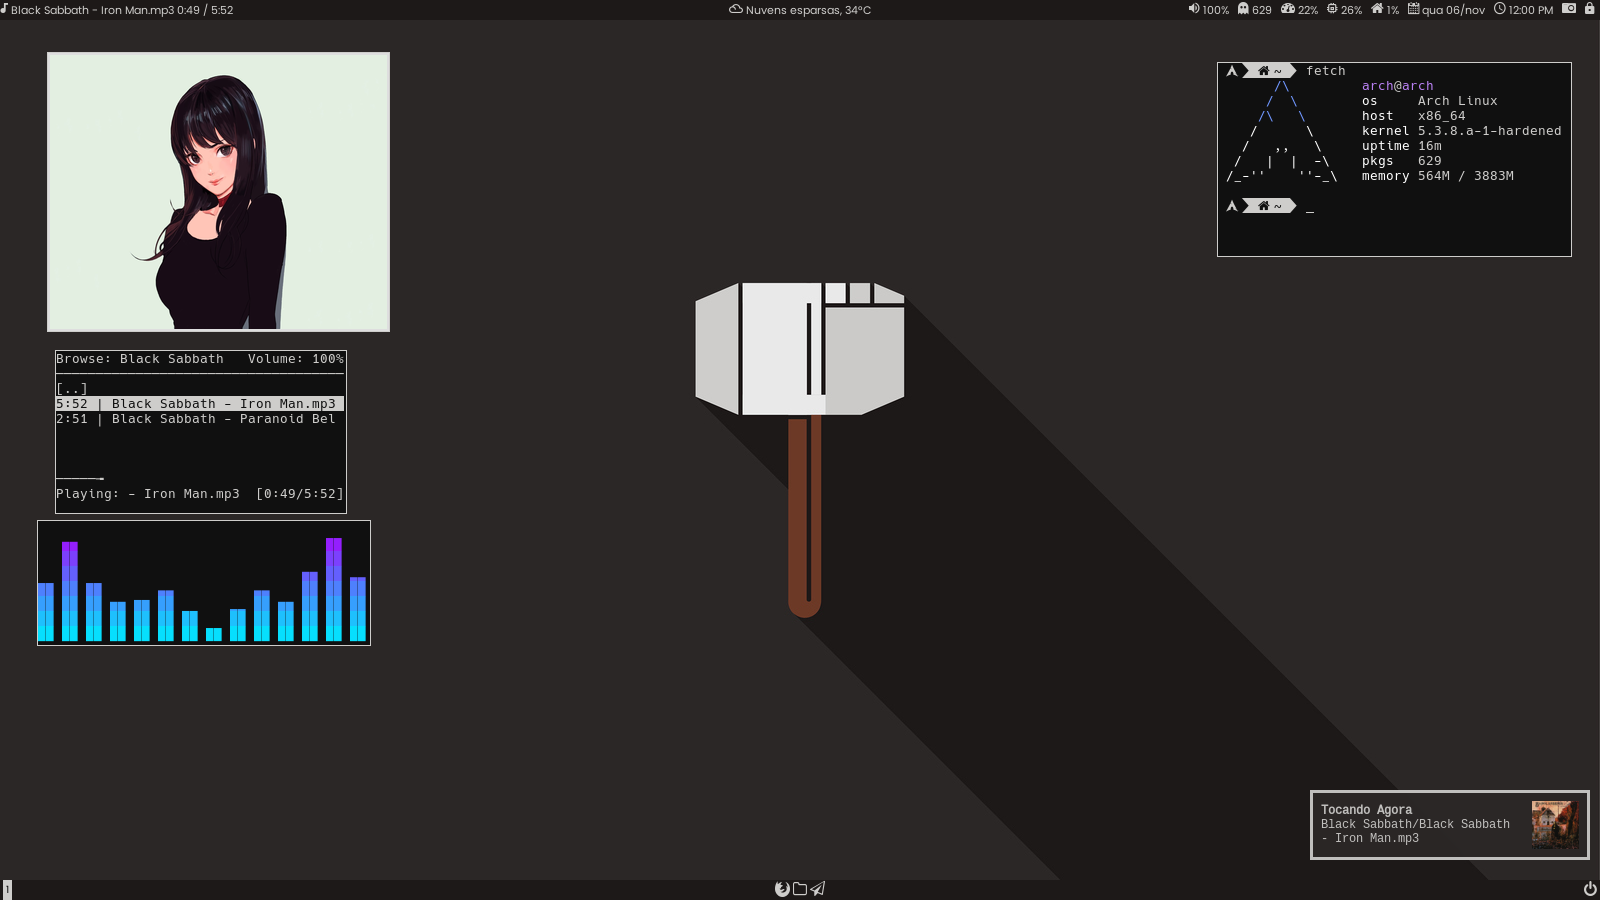 Black Sabbath - Iron Man.mp3 0:49 / 5:52
Nuvens esparsas, 34°C
100% 629 22% 26% 1% qua 06/nov 12:00 PM
~ fetch
arch@arch
os Arch Linux
host x86_64
kernel 5.3.8.a-1-hardened
uptime 16m
pkgs 629
memory 564M / 3883M
~ _
Browse: Black Sabbath Volume: 100%
[..]
5:52 | Black Sabbath - Iron Man.mp3
2:51 | Black Sabbath - Paranoid Bel
Playing: - Iron Man.mp3 [0:49/5:52]
Tocando Agora
Black Sabbath/Black Sabbath
- Iron Man.mp3
1